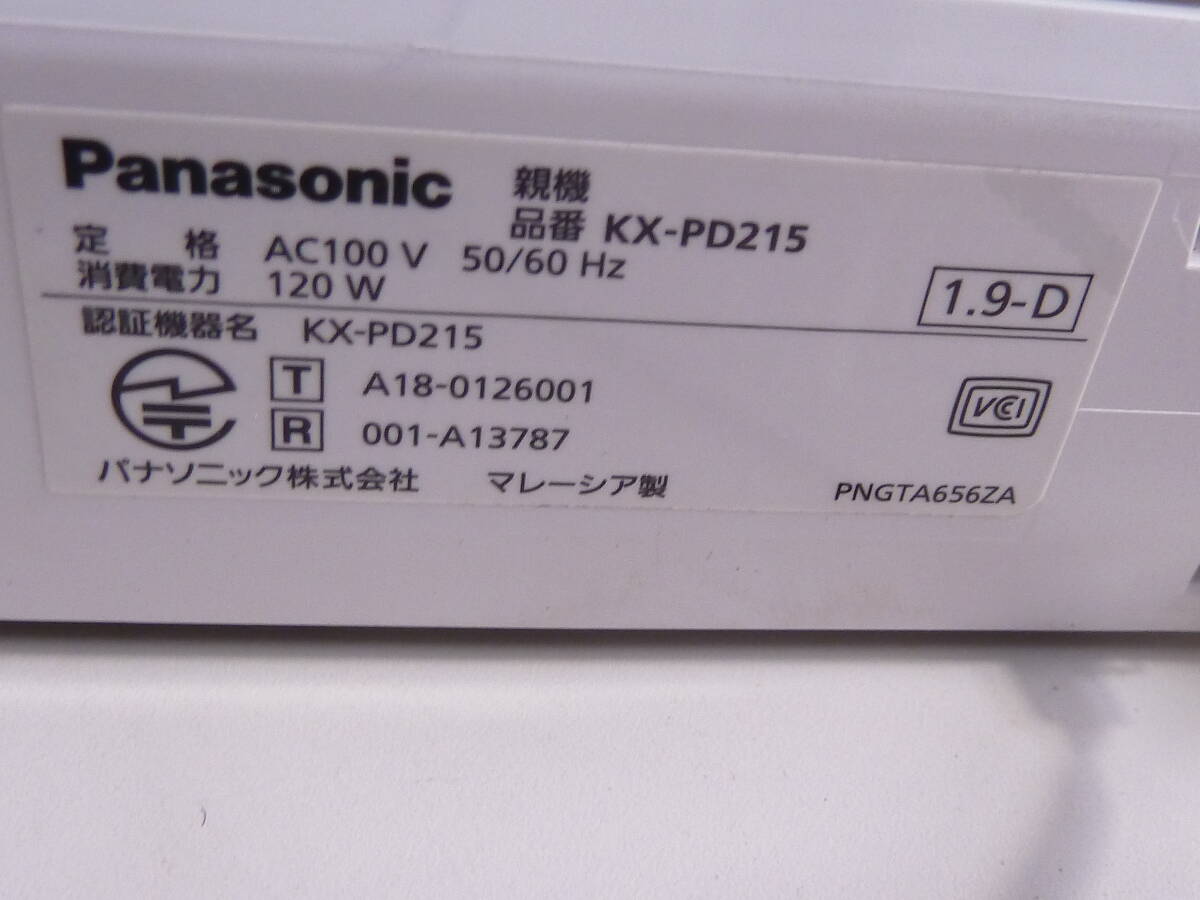 Panasonic 親機
品番 KX-PD215
定格 AC100 V 50/60 Hz
消費電力 120 W
1.9-D
認証機器名 KX-PD215
T A18-0126001
R 001-A13787
VCCI
パナソニック株式会社 マレーシア製 PNGTA656ZA